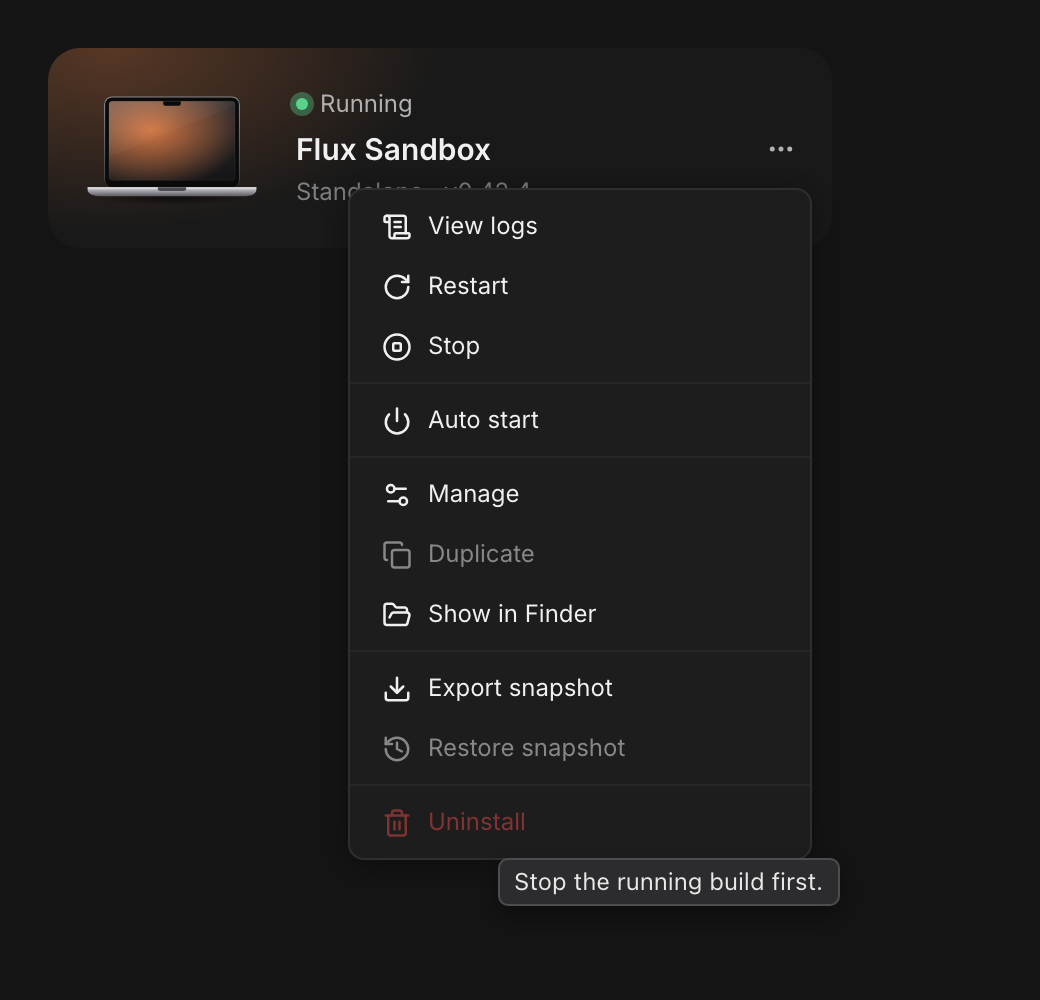 Running
Flux Sandbox
View logs
Restart
Stop
Auto start
Manage
Duplicate
Show in Finder
Export snapshot
Restore snapshot
Uninstall
Stop the running build first.